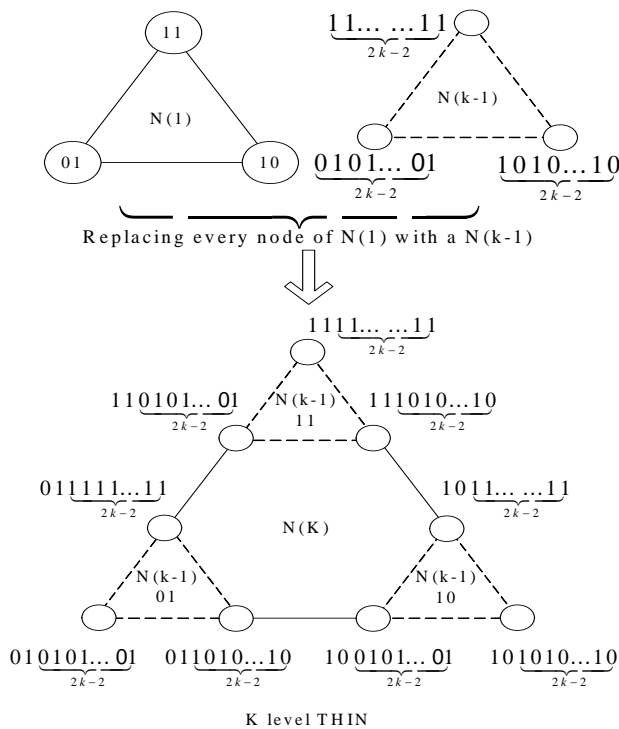 11
11... ...11
2k-2
N(1)
N(k-1)
01
10
0101... 01
1010...10
2k-2
2k-2
Replacing every node of N(1) with a N(k-1)
1111... ...11
2k-2
110101...01
N(k-1)
111010...10
2k-2
11
2k-2
011111...11
1011... ...11
2k-2
2k-2
N(K)
N(k-1)
N(k-1)
01
10
010101... 01
011010...10
100101... 01
101010...10
2k-2
2k-2
2k-2
2k-2
K level THIN